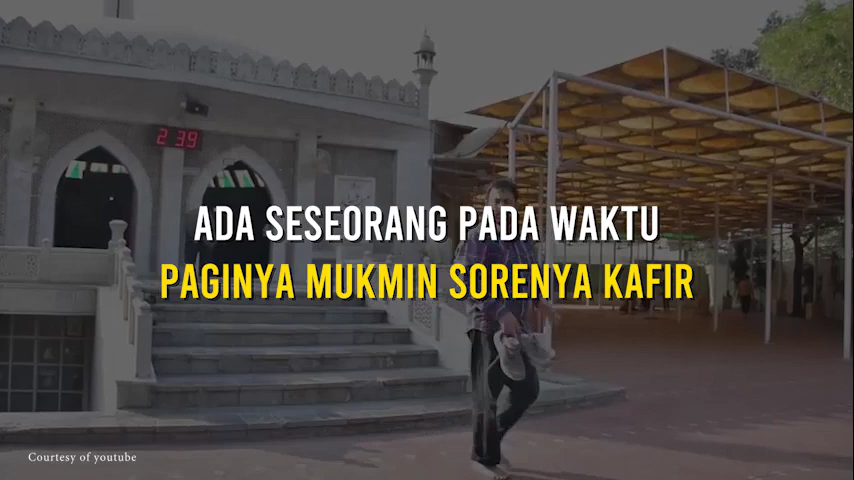 2 39
ADA SESEORANG PADA WAKTU
PAGINYA MUKMIN SORENYA KAFIR
Courtesy of youtube